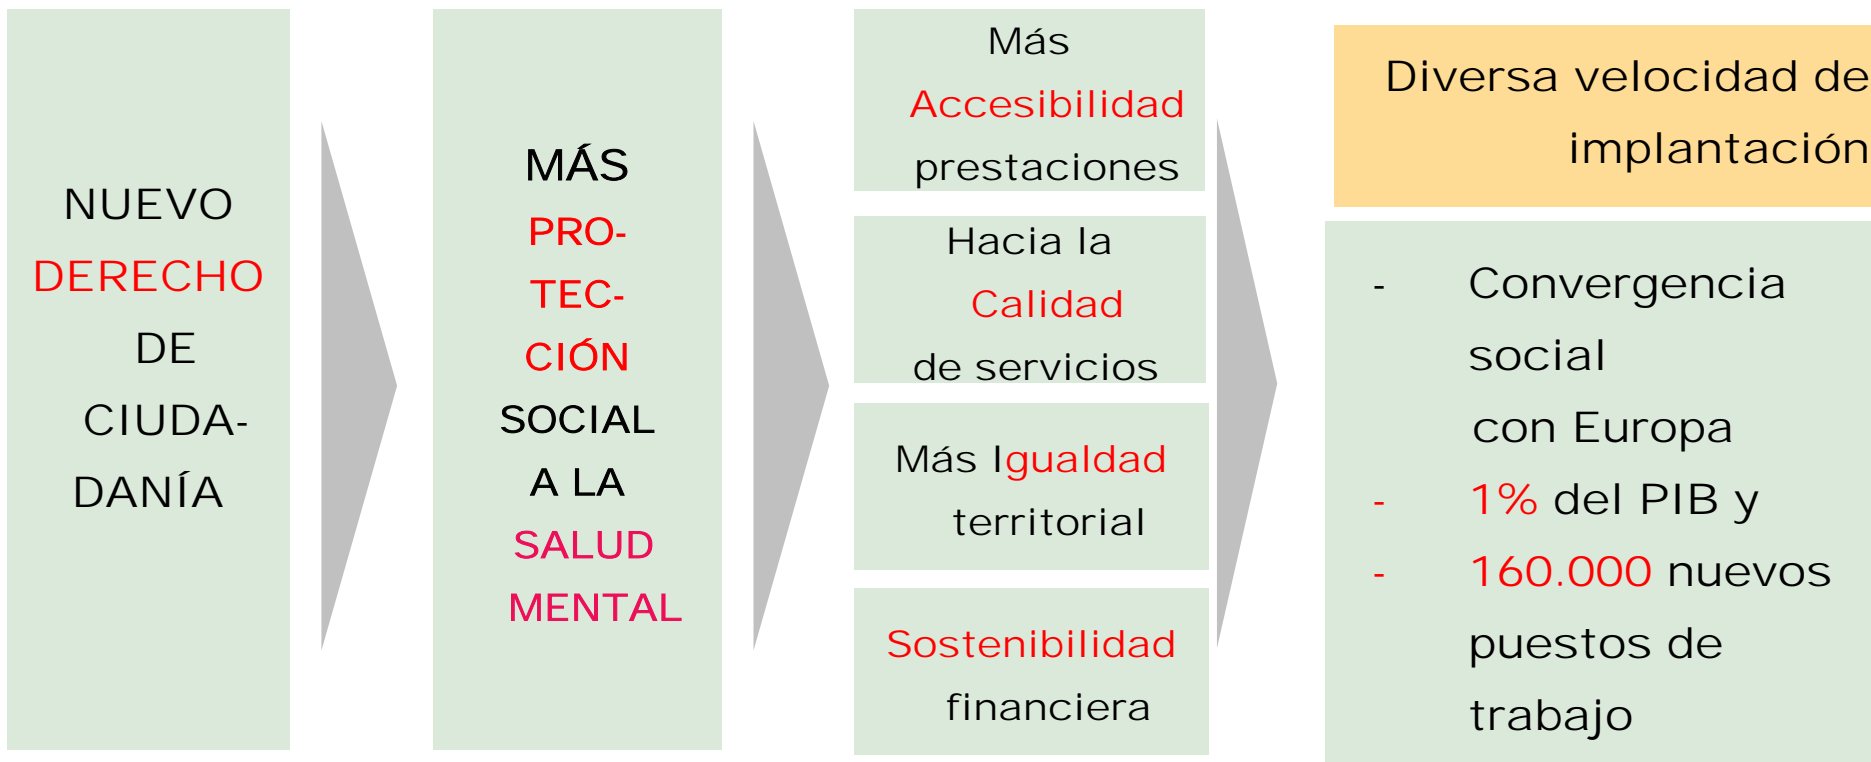 NUEVO
DERECHO
DE
CIUDA-
DANÍA
MÁS
PRO-
TEC-
CIÓN
SOCIAL
A LA
SALUD
MENTAL
Más
Accesibilidad
prestaciones
Hacia la
Calidad
de servicios
Más Igualdad
territorial
Sostenibilidad
financiera
Diversa velocidad de
implantación
- Convergencia
social
con Europa
- 1% del PIB y
- 160.000 nuevos
puestos de
trabajo